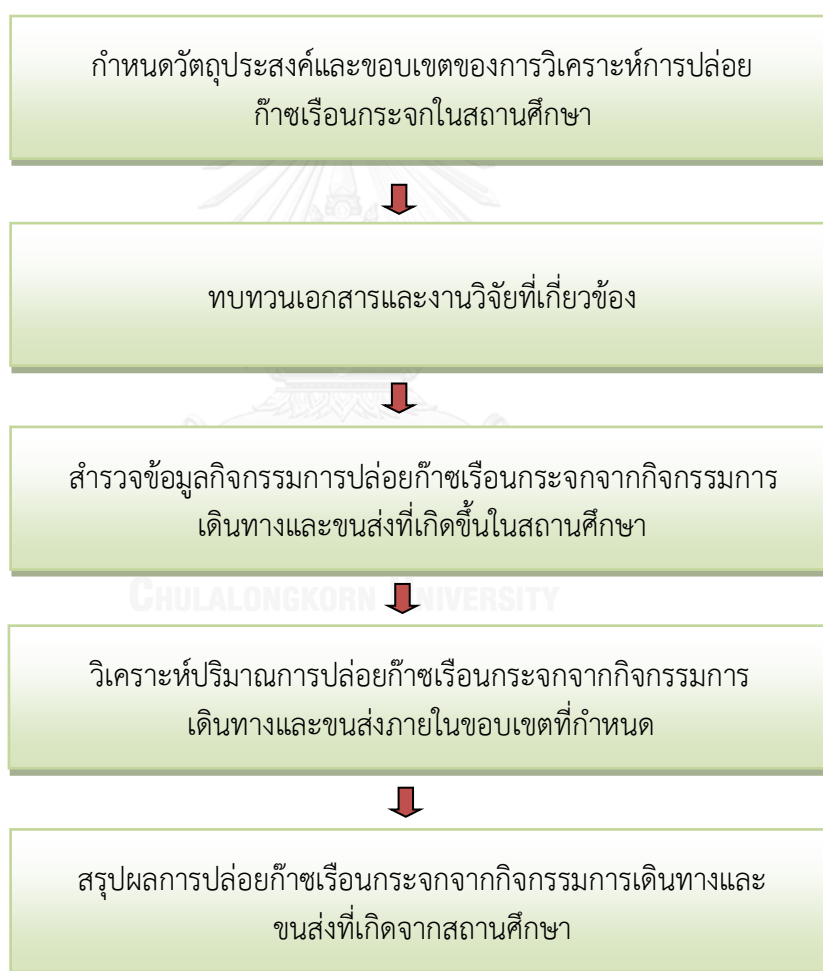 กำหนดวัตถุประสงค์และขอบเขตของการวิเคราะห์การปล่อย
ก๊าซเรือนกระจกในสถานศึกษา
ทบทวนเอกสารและงานวิจัยที่เกี่ยวข้อง
สำรวจข้อมูลกิจกรรมการปล่อยก๊าซเรือนกระจกจากกิจกรรมการ
เดินทางและขนส่งที่เกิดขึ้นในสถานศึกษา
CHULALONGKORN UNIVERSITY
วิเคราะห์ปริมาณการปล่อยก๊าซเรือนกระจกจากกิจกรรมการ
เดินทางและขนส่งภายในขอบเขตที่กำหนด
สรุปผลการปล่อยก๊าซเรือนกระจกจากกิจกรรมการเดินทางและ
ขนส่งที่เกิดจากสถานศึกษา